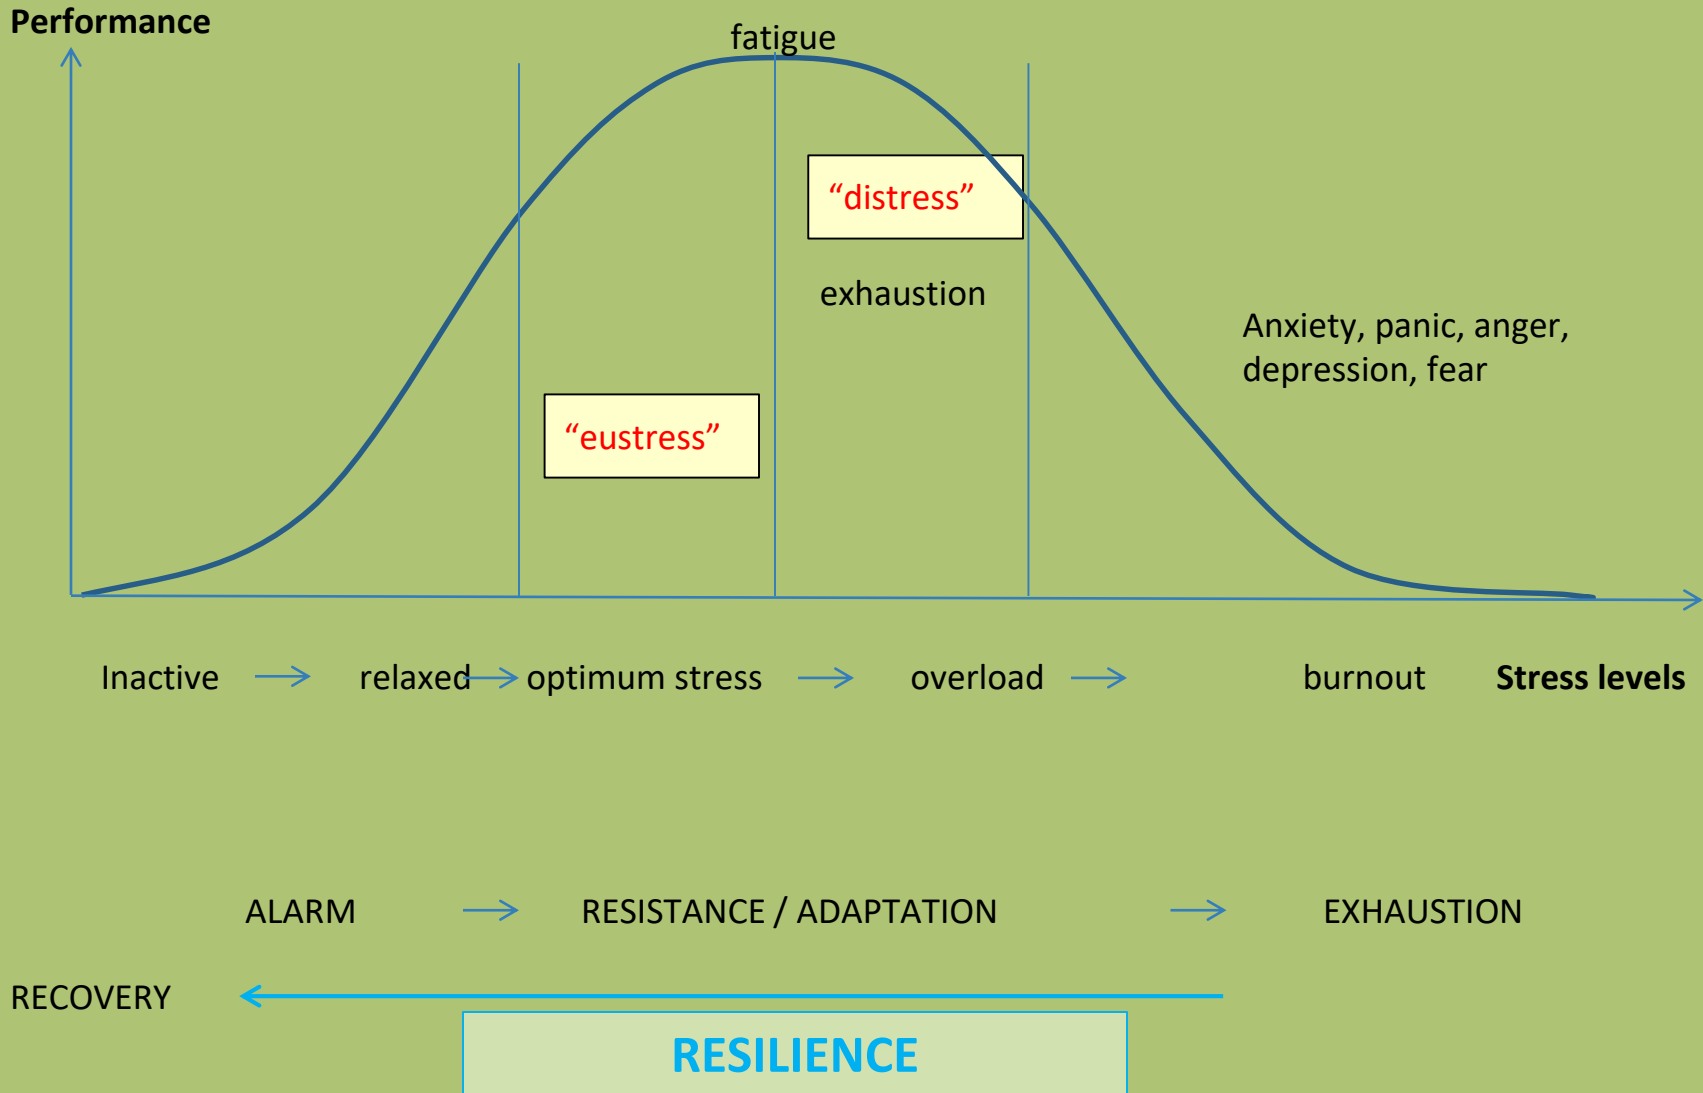 Performance
fatigue
“distress”
exhaustion
Anxiety, panic, anger,
depression, fear
“eustress”
Inactive relaxed optimum stress overload burnout Stress levels
ALARM RESISTANCE / ADAPTATION EXHAUSTION
RECOVERY
RESILIENCE